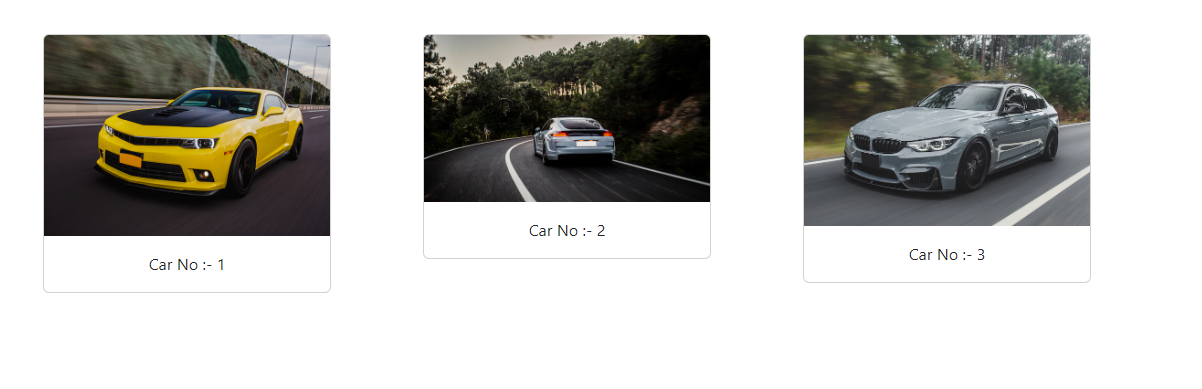 Car No :- 1
Car No :- 2
Car No :- 3